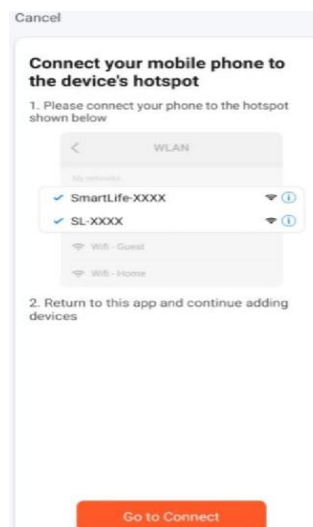 Cancel
Connect your mobile phone to
the device's hotspot
1. Please connect your phone to the hotspot
shown below
WLAN
My networks
SmartLife-XXXX
SL-XXXX
Wifi - Guest
Wifi - Home
2. Return to this app and continue adding
devices
Go to Connect